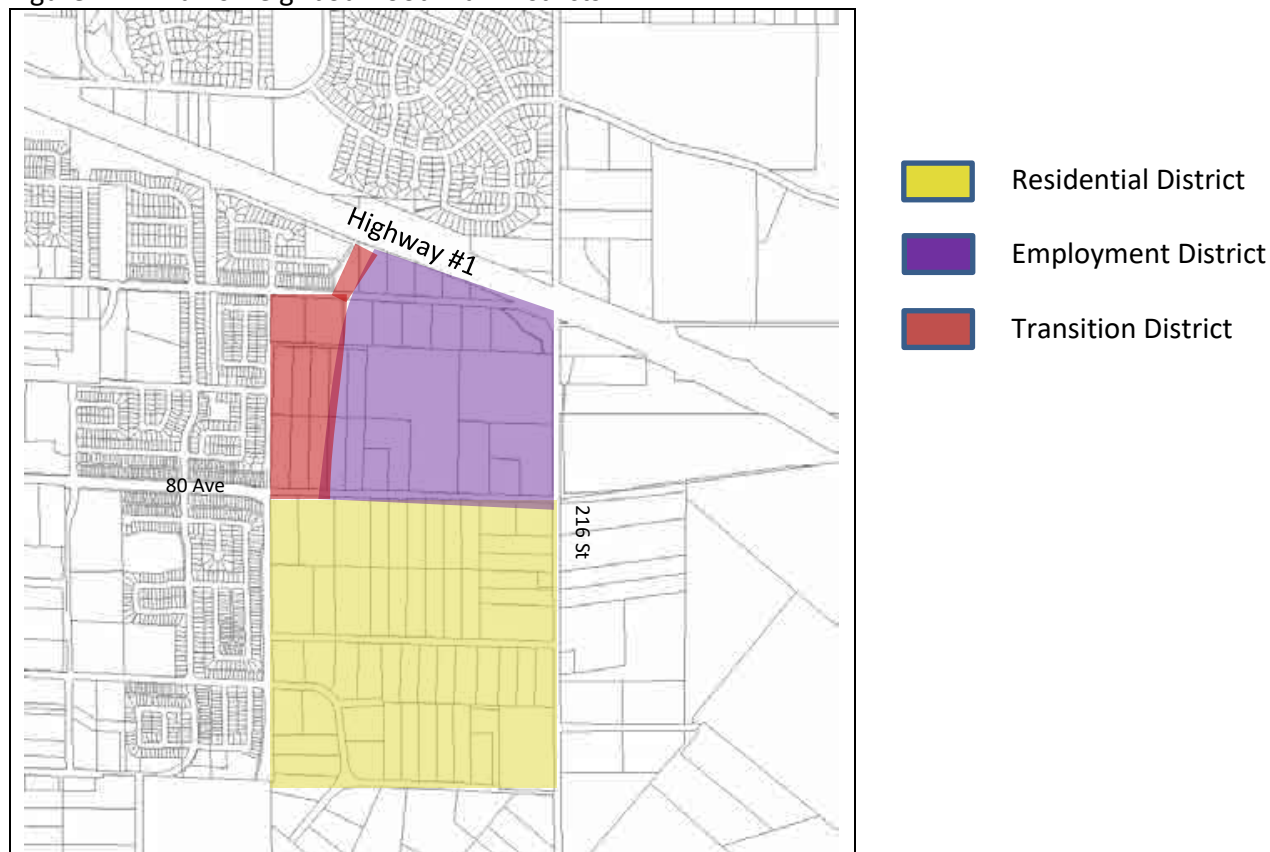 Highway #1
80 Ave
216 St
Residential District
Employment District
Transition District